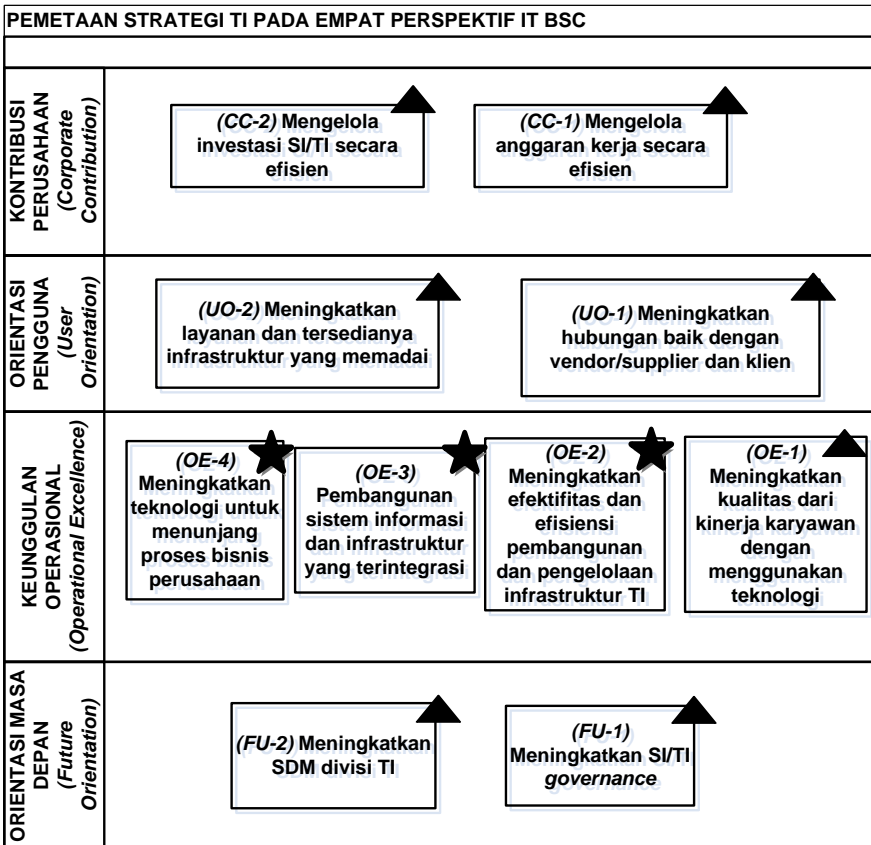 PEMETAAN STRATEGI TI PADA EMPAT PERSPEKTIF IT BSC
KONTRIBUSI
PERUSAHAAN
(Corporate
Contribution)
(CC-2) Mengelola
investasi SI/TI secara
efisien
(CC-1) Mengelola
anggaran kerja secara
efisien
ORIENTASI
PENGGUNA
(User
Orientation)
(UO-2) Meningkatkan
layanan dan tersedianya
infrastruktur yang memadai
(UO-1) Meningkatkan
hubungan baik dengan
vendor/supplier dan klien
KEUNGGULAN
OPERASIONAL
(Operational Excellence)
(OE-4)
Meningkatkan
teknologi untuk
menunjang
proses bisnis
perusahaan
(OE-3)
Pembangunan
sistem informasi
dan infrastruktur
yang terintegrasi
(OE-2)
Meningkatkan
efektifitas dan
efisiensi
pembangunan
dan pengelolaan
infrastruktur TI
(OE-1)
Meningkatkan
kualitas dari
kinerja karyawan
dengan
menggunakan
teknologi
ORIENTASI MASA
DEPAN
(Future
Orientation)
(FU-2) Meningkatkan
SDM divisi TI
(FU-1)
Meningkatkan SI/TI
governance